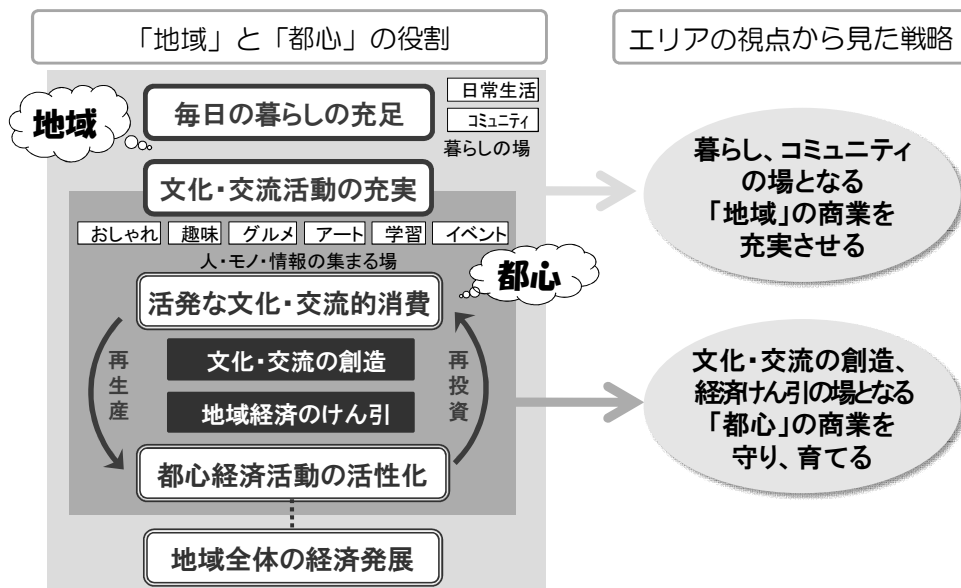 「地域」と「都心」の役割
エリアの視点から見た戦略
地域
毎日の暮らしの充足
日常生活
コミュニティ
暮らしの場
文化・交流活動の充実
おしゃれ 趣味 グルメ アート 学習 イベント
人・モノ・情報の集まる場
都心
活発な文化・交流的消費
再生産
文化・交流の創造
地域経済のけん引
再投資
都心経済活動の活性化
地域全体の経済発展
暮らし、コミュニティ
の場となる
「地域」の商業を
充実させる
文化・交流の創造、
経済けん引の場となる
「都心」の商業を
守り、育てる